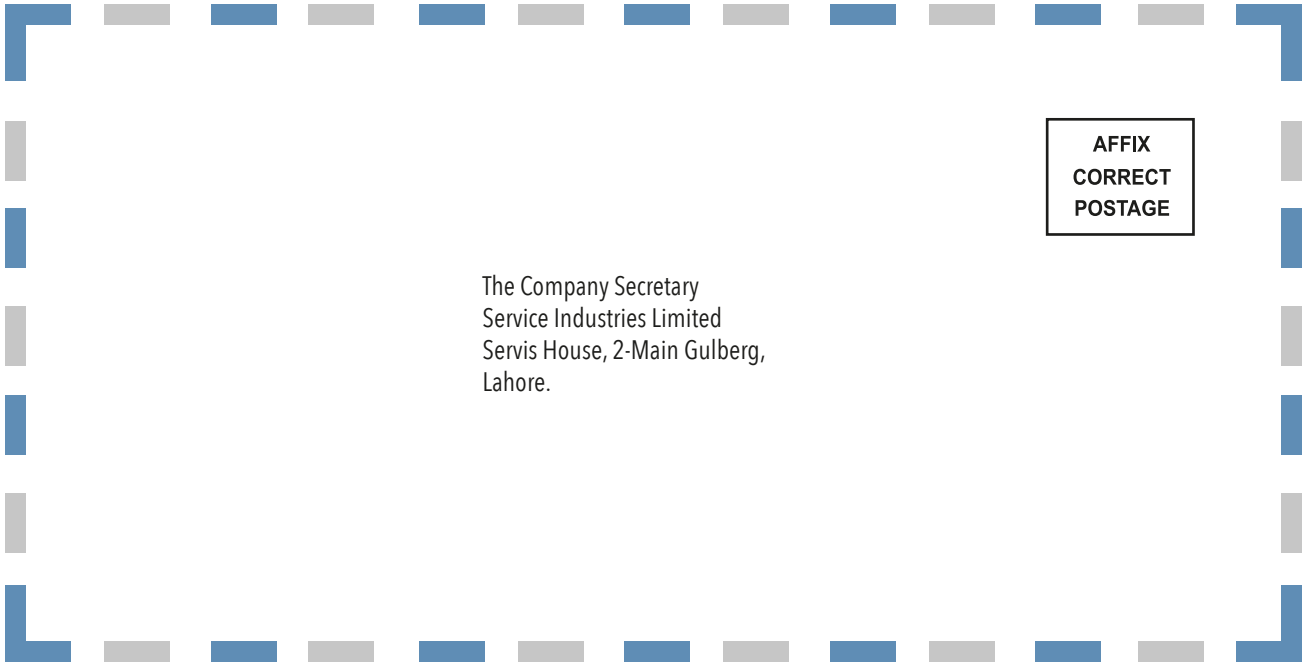 AFFIX
CORRECT
POSTAGE
The Company Secretary
Service Industries Limited
Servis House, 2-Main Gulberg,
Lahore.